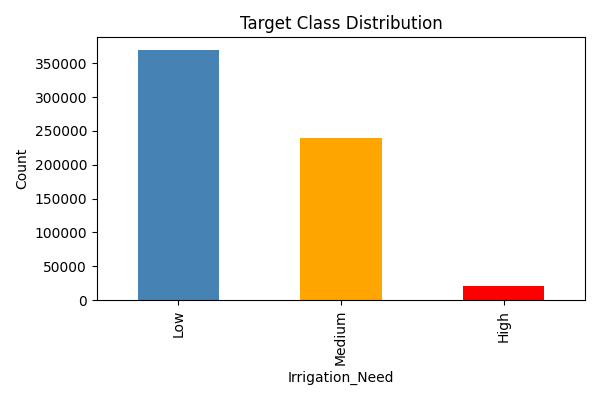 Target Class Distribution
Count
350000
300000
250000
200000
150000
100000
50000
0
Low
Medium
High
Irrigation_Need